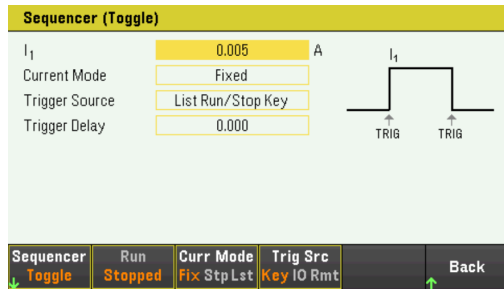 Sequencer (Toggle)
I₁ 0.005 A
Current Mode Fixed
Trigger Source List Run/Stop Key
Trigger Delay 0.000
I₁
TRIG TRIG
Sequencer Run Curr Mode Trig Src
Toggle Stopped Fix Stp Lst Key IO Rmt Back